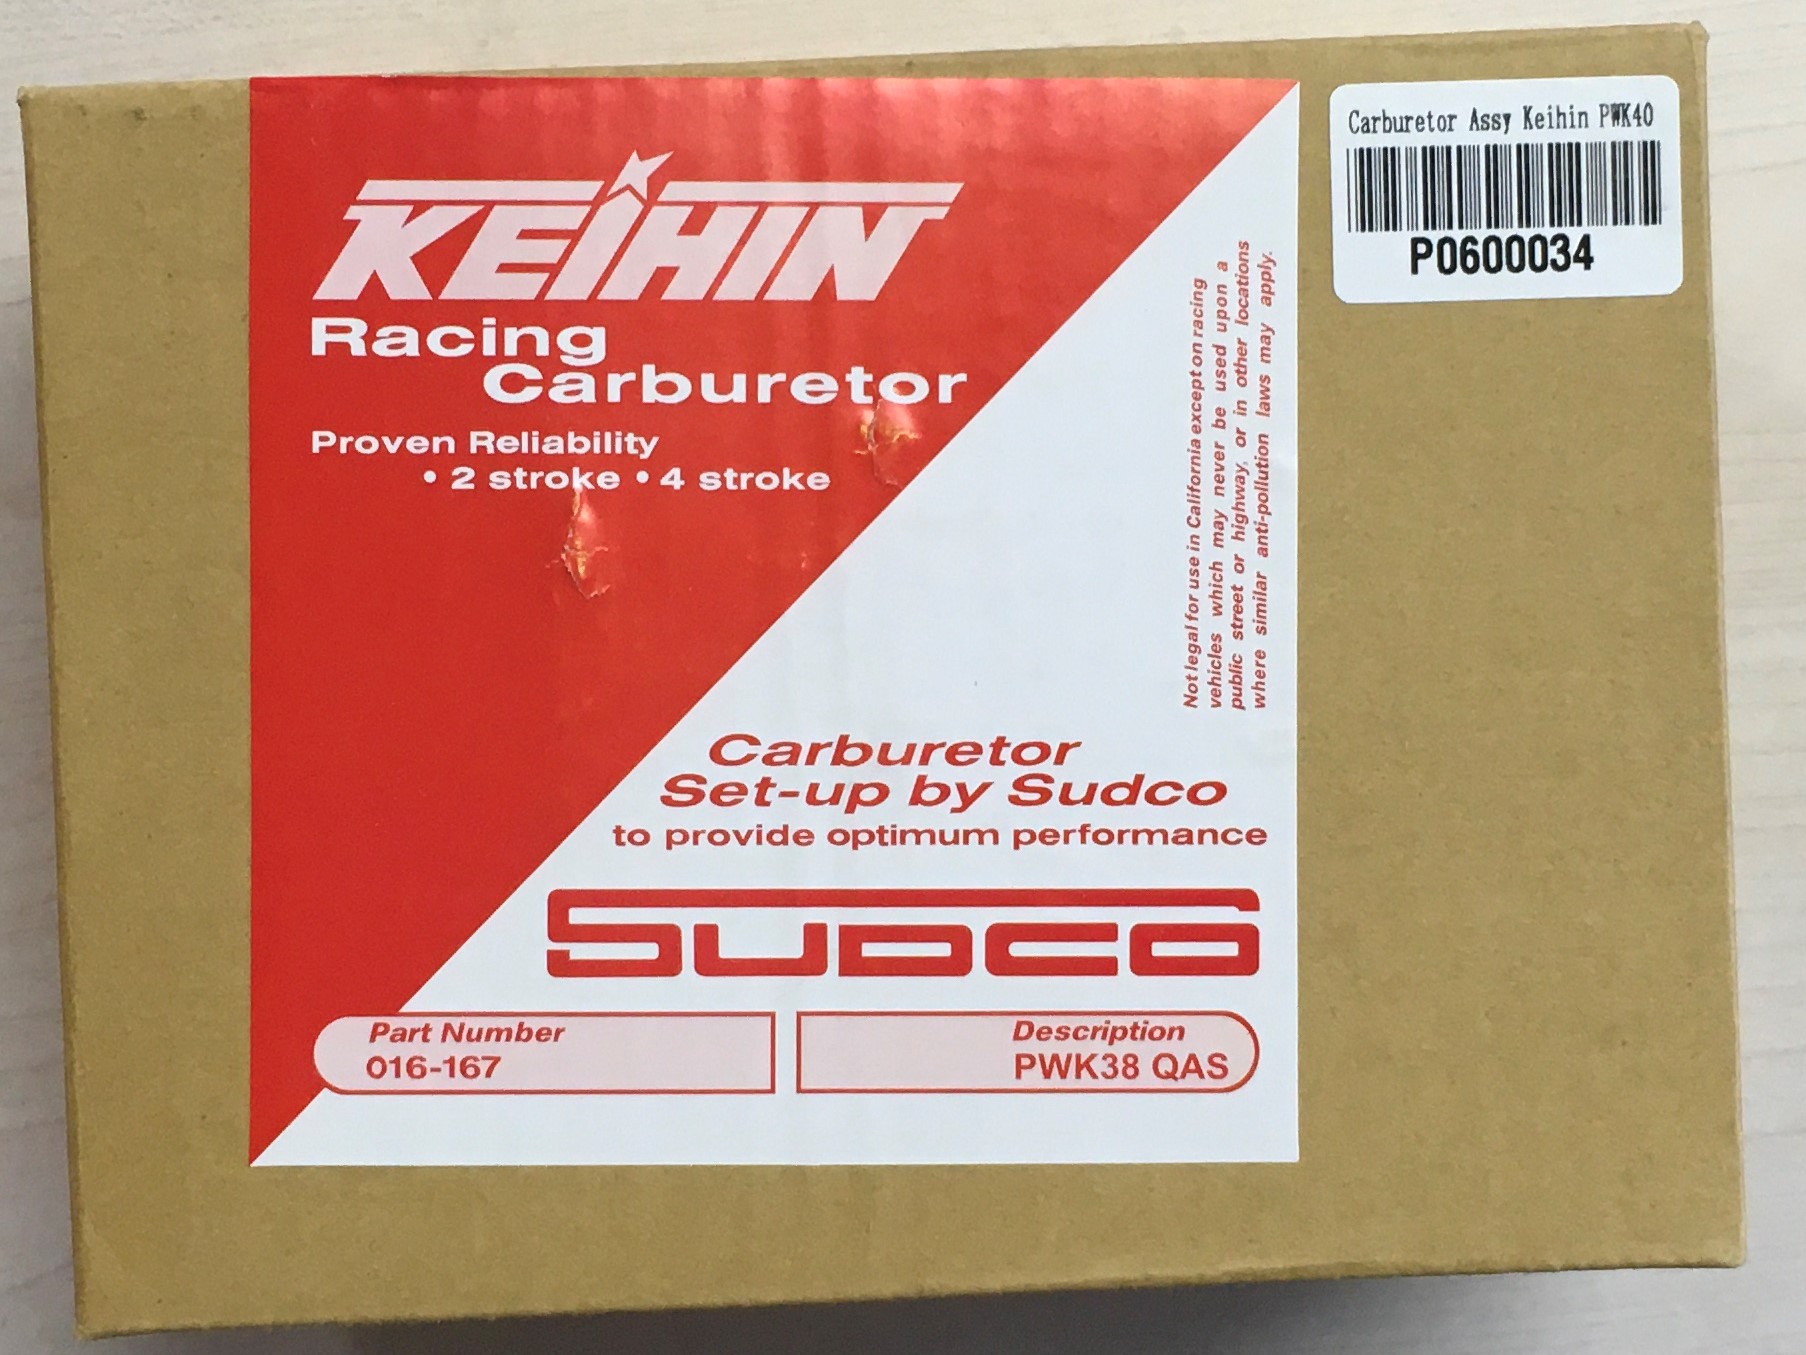 KEIHIN
Racing
Carburetor
Proven Reliability
• 2 stroke • 4 stroke
Carburetor Assy Keihin PWK40
P0600034
Not legal for use in California except on racing
vehicles which may never be used upon a
public street or highway, or in other locations
where similar anti-pollution laws may apply.
Carburetor
Set-up by Sudco
to provide optimum performance
SUDCO
Part Number
016-167
Description
PWK38 QAS